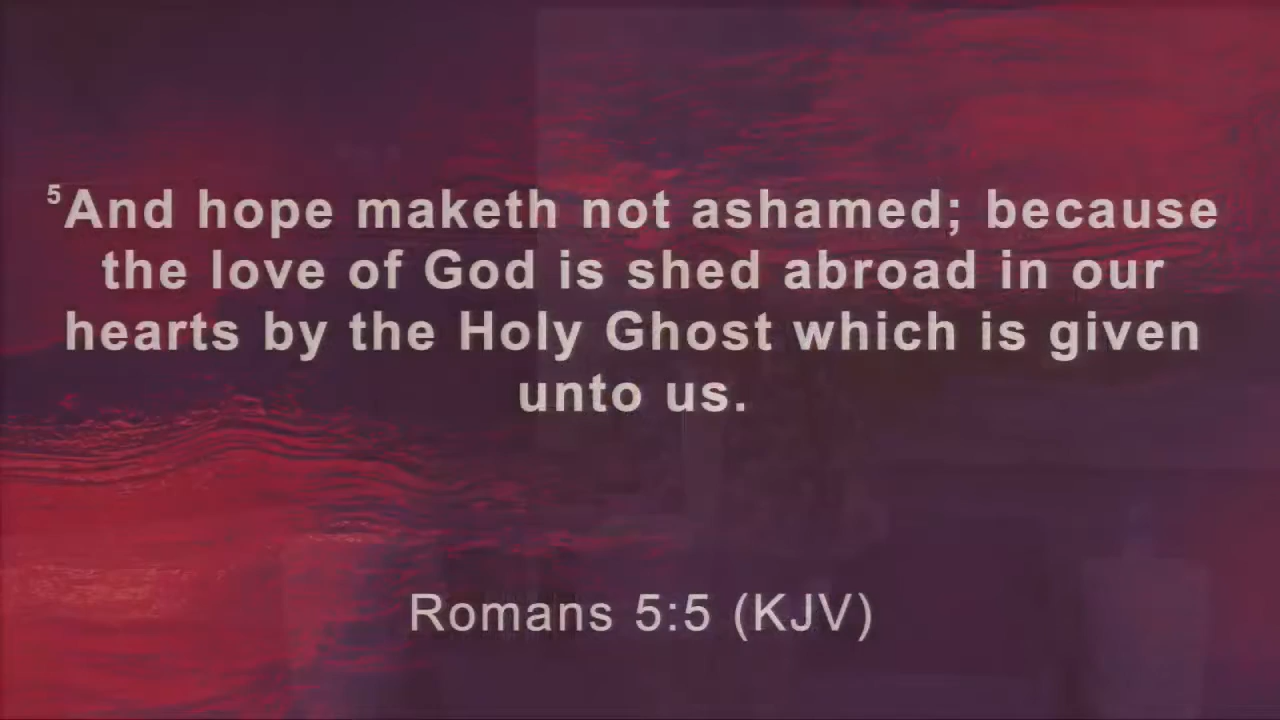 ⁵And hope maketh not ashamed; because
the love of God is shed abroad in our
hearts by the Holy Ghost which is given
unto us.
Romans 5:5 (KJV)